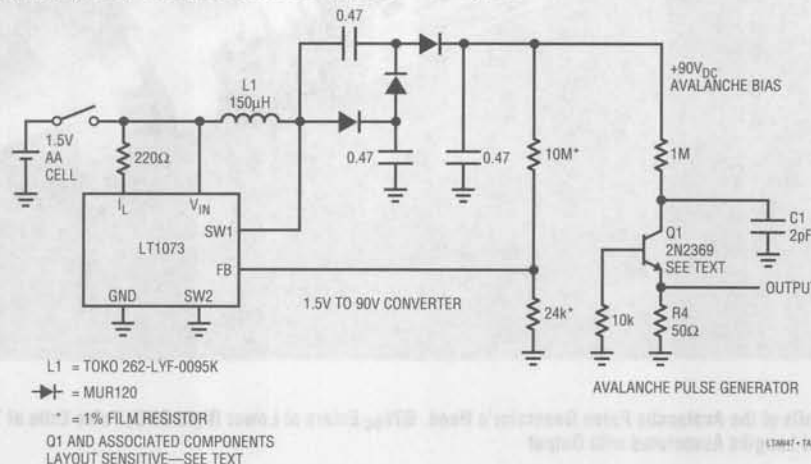 0.47
L1
150µH
+90VDC
AVALANCHE BIAS
1.5V
AA
CELL
220Ω
0.47
0.47
10M*
1M
IL
VIN
SW1
LT1073
FB
GND
SW2
1.5V TO 90V CONVERTER
C1
2pF
Q1
2N2369
SEE TEXT
OUTPUT
24k*
10k
R4
50Ω
L1 = TOKO 262-LYF-0095K
= MUR120
* = 1% FILM RESISTOR
Q1 AND ASSOCIATED COMPONENTS
LAYOUT SENSITIVE—SEE TEXT
AVALANCHE PULSE GENERATOR